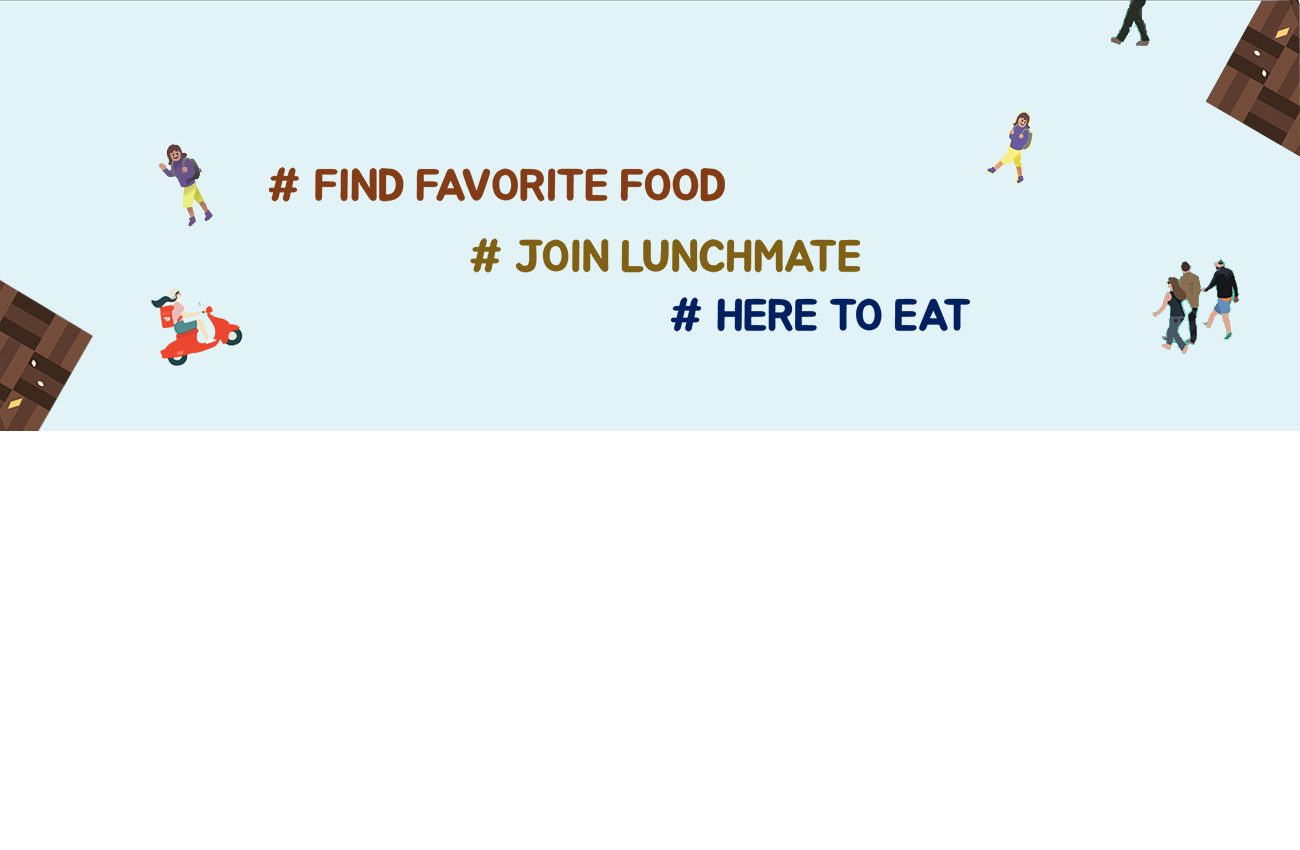 # FIND FAVORITE FOOD
# JOIN LUNCHMATE
# HERE TO EAT